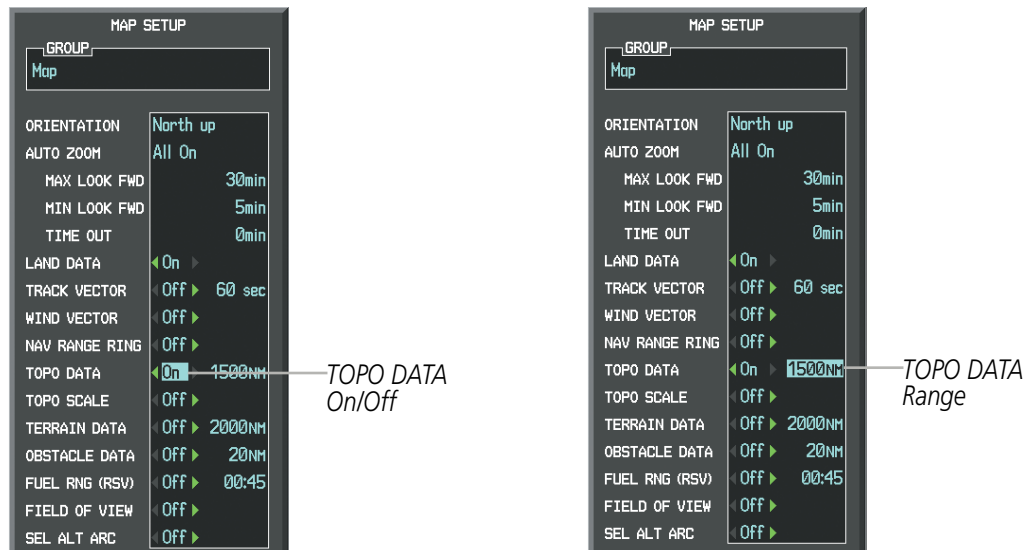 MAP SETUP
GROUP
Map
ORIENTATION North up
AUTO ZOOM All On
MAX LOOK FWD 30min
MIN LOOK FWD 5min
TIME OUT 0min
LAND DATA On
TRACK VECTOR Off 60 sec
WIND VECTOR Off
NAV RANGE RING Off
TOPO DATA On 1500NM
TOPO SCALE Off
TERRAIN DATA Off 2000NM
OBSTACLE DATA Off 20NM
FUEL RNG (RSV) Off 00:45
FIELD OF VIEW Off
SEL ALT ARC Off
TOPO DATA
On/Off
MAP SETUP
GROUP
Map
ORIENTATION North up
AUTO ZOOM All On
MAX LOOK FWD 30min
MIN LOOK FWD 5min
TIME OUT 0min
LAND DATA On
TRACK VECTOR Off 60 sec
WIND VECTOR Off
NAV RANGE RING Off
TOPO DATA On 1500NM
TOPO SCALE Off
TERRAIN DATA Off 2000NM
OBSTACLE DATA Off 20NM
FUEL RNG (RSV) Off 00:45
FIELD OF VIEW Off
SEL ALT ARC Off
TOPO DATA
Range